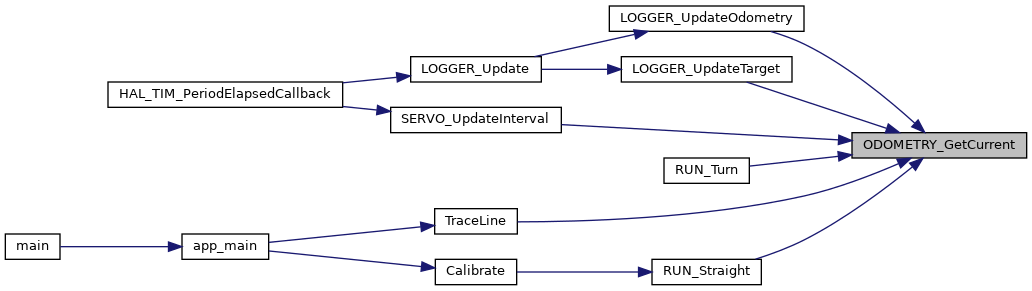 LOGGER_UpdateOdometry
LOGGER_Update
LOGGER_UpdateTarget
HAL_TIM_PeriodElapsedCallback
SERVO_UpdateInterval
ODOMETRY_GetCurrent
RUN_Turn
TraceLine
main
app_main
Calibrate
RUN_Straight